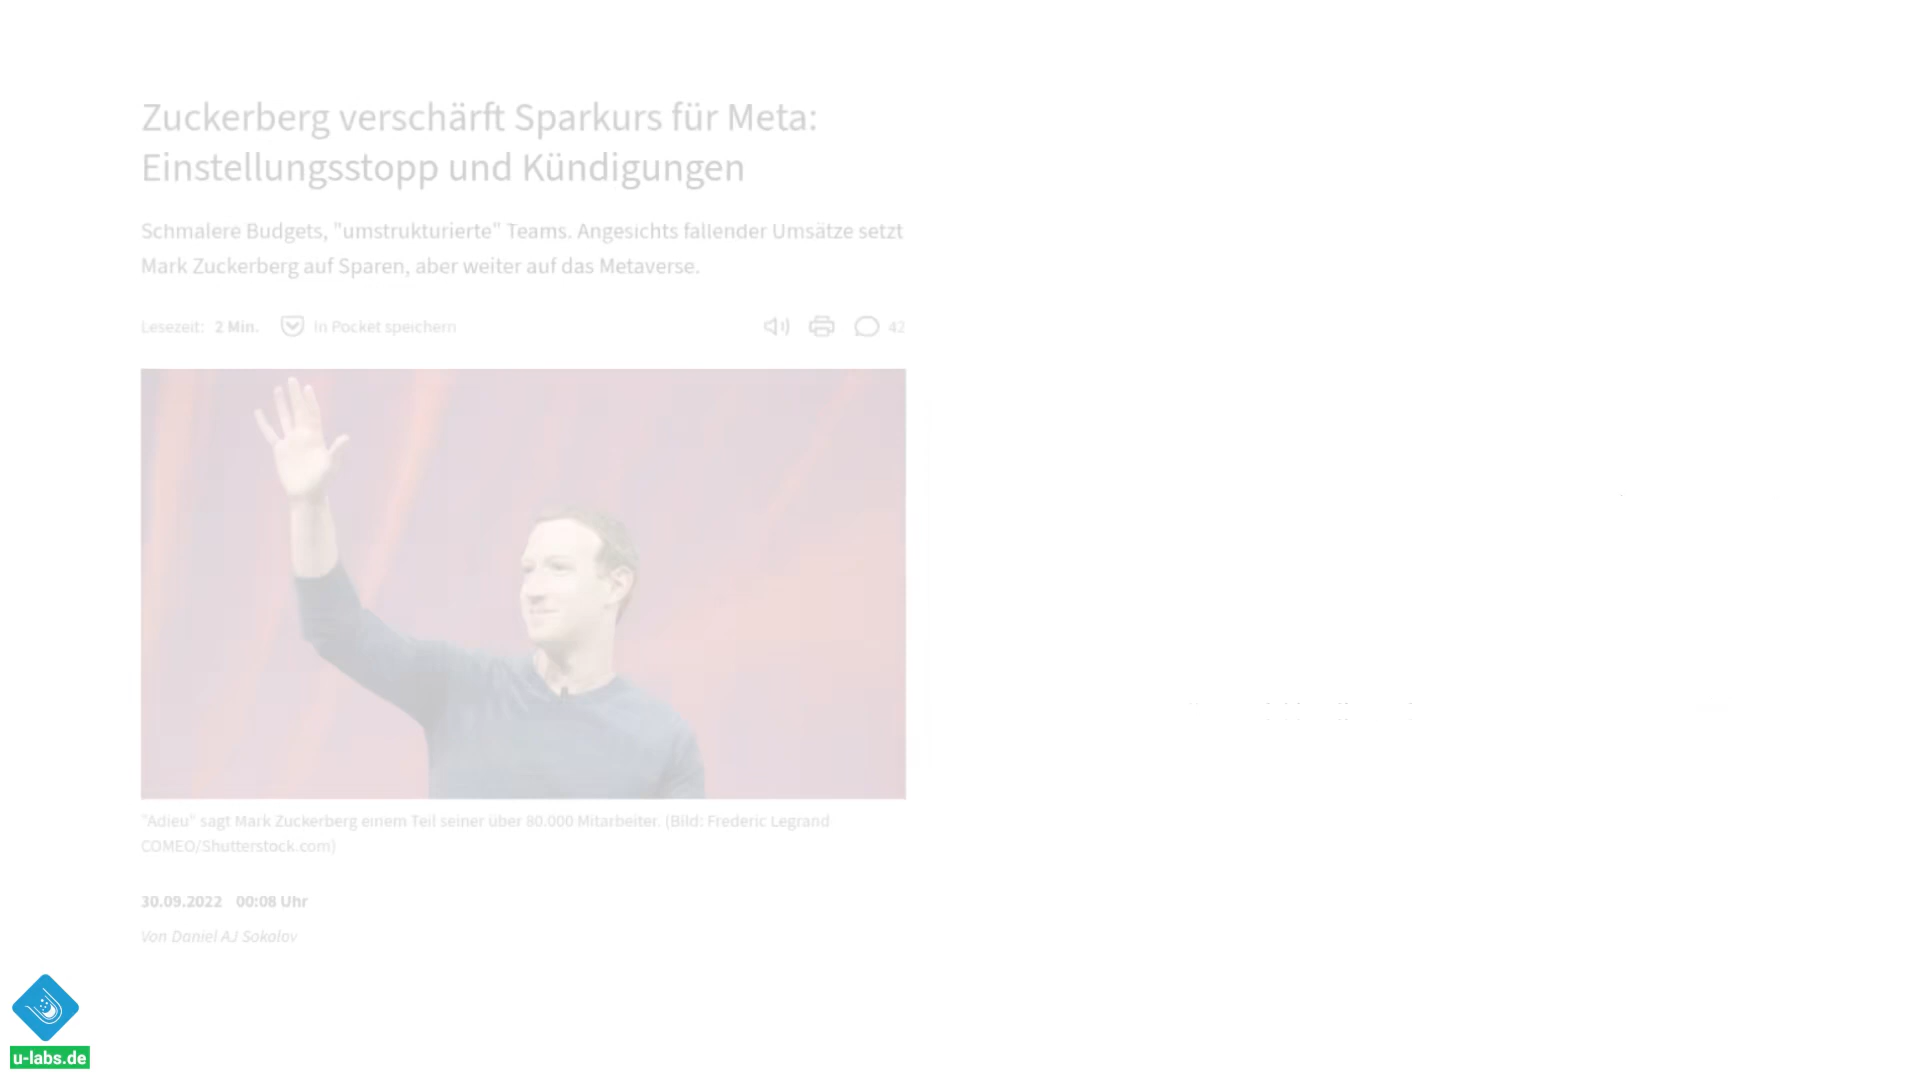 Zuckerberg verschärft Sparkurs für Meta:
Einstellungsstopp und Kündigungen
Schmalere Budgets, "umstrukturierte" Teams. Angesichts fallender Umsätze setzt
Mark Zuckerberg auf Sparen, aber weiter auf das Metaverse.
Lesezeit: 2 Min. In Pocket speichern 42
"Adieu" sagt Mark Zuckerberg einem Teil seiner über 80.000 Mitarbeiter. (Bild: Frederic Legrand
COMEO/Shutterstock.com)
30.09.2022 00:08 Uhr
Von Daniel AJ Sokolov
u-labs.de